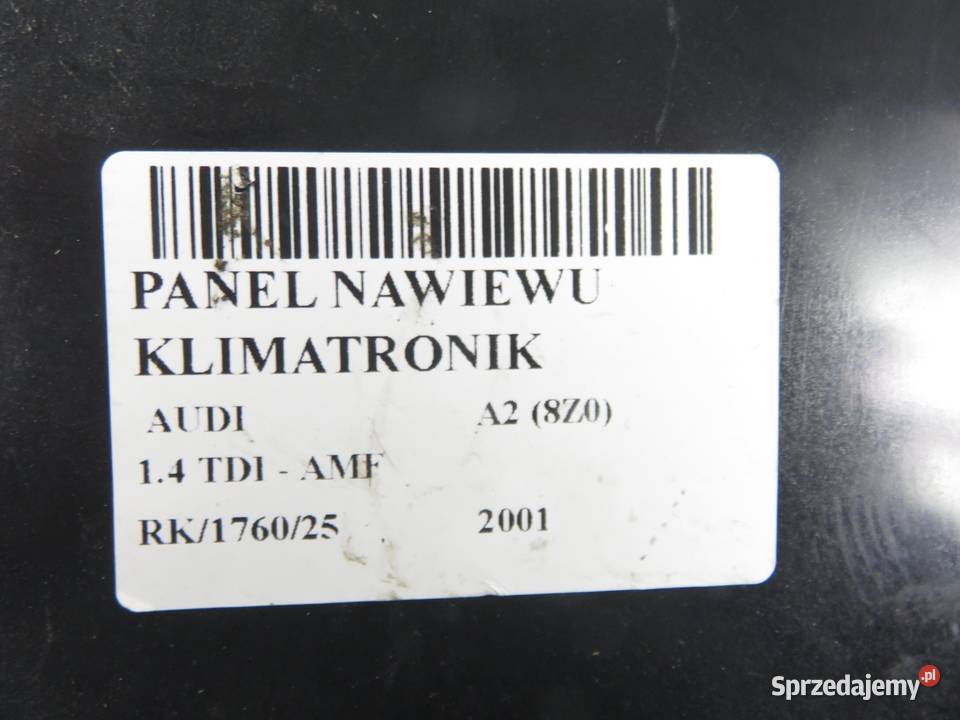 PANEL NAWIEWU
KLIMATRONIK
AUDI A2 (8Z0)
1.4 TDI - AMF
RK/1760/25 2001
Sprzedajemy.pl